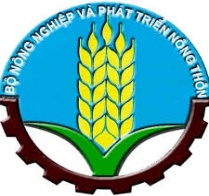 BỘ NÔNG NGHIỆP VÀ PHÁT TRIỂN NÔNG THÔN